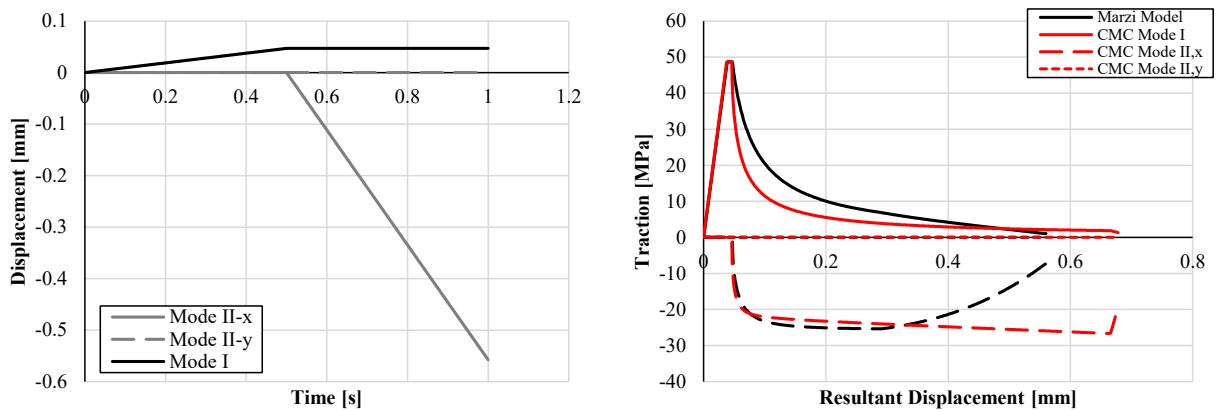 0.1
0
-0.1
-0.2
-0.3
-0.4
-0.5
-0.6
0 0.2 0.4 0.6 0.8 1 1.2
Displacement [mm]
Time [s]
Mode II-x
Mode II-y
Mode I
60
50
40
30
20
10
0
-10
-20
-30
-40
0 0.2 0.4 0.6 0.8
Traction [MPa]
Resultant Displacement [mm]
Marzi Model
CMC Mode I
CMC Mode II,x
CMC Mode II,y